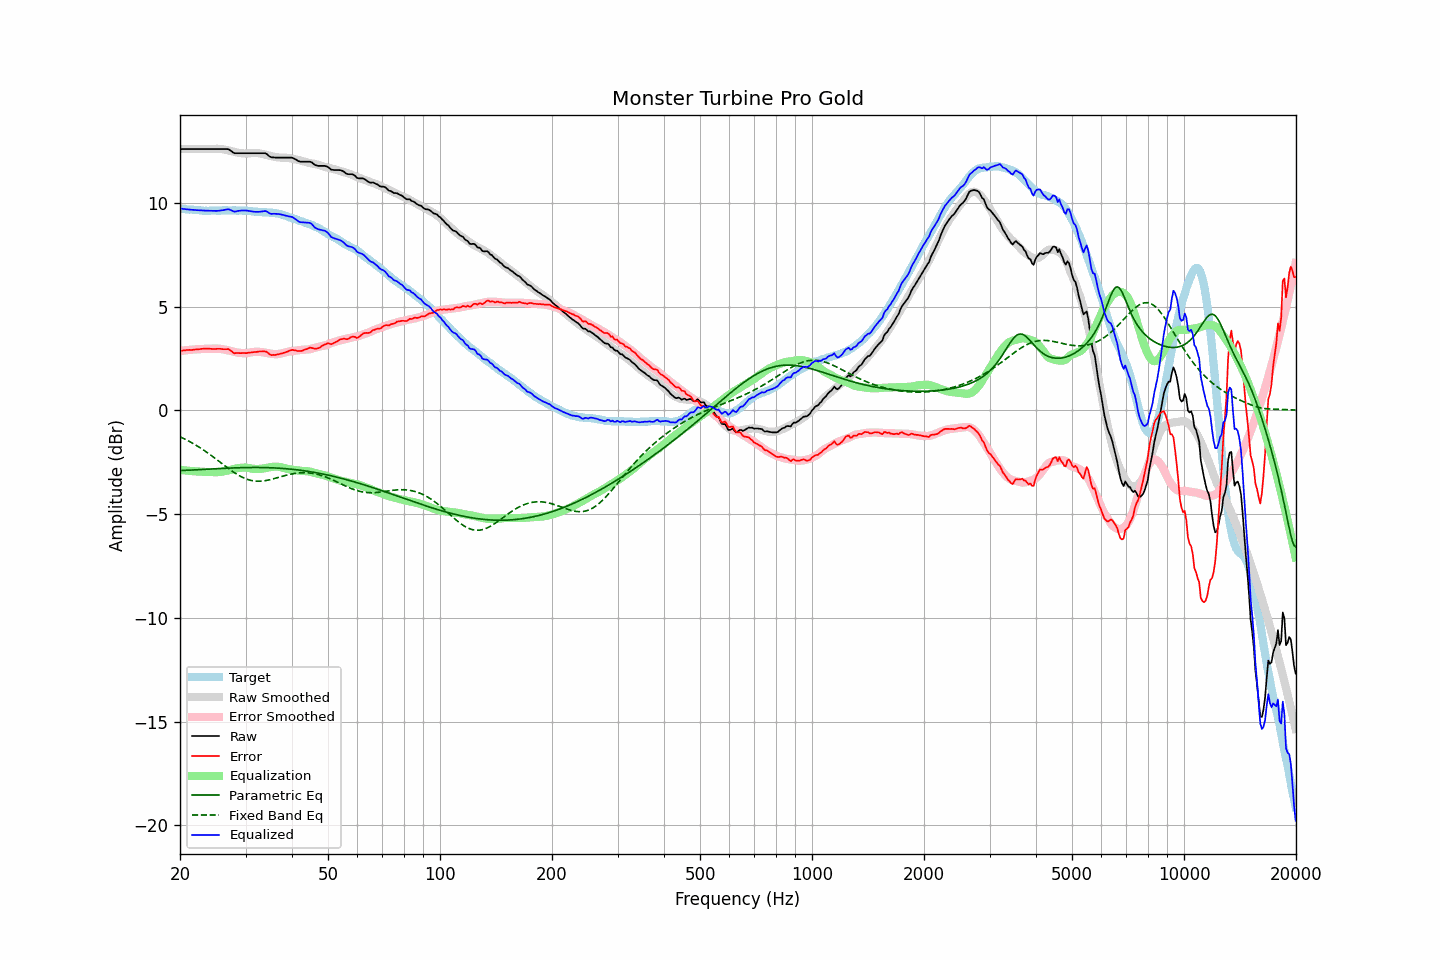 Monster Turbine Pro Gold
Amplitude (dBr)
10
5
0
−5
−10
−15
−20
Target
Raw Smoothed
Error Smoothed
Raw
Error
Equalization
Parametric Eq
Fixed Band Eq
Equalized
20 50 100 200 500 1000 2000 5000 10000 20000
Frequency (Hz)